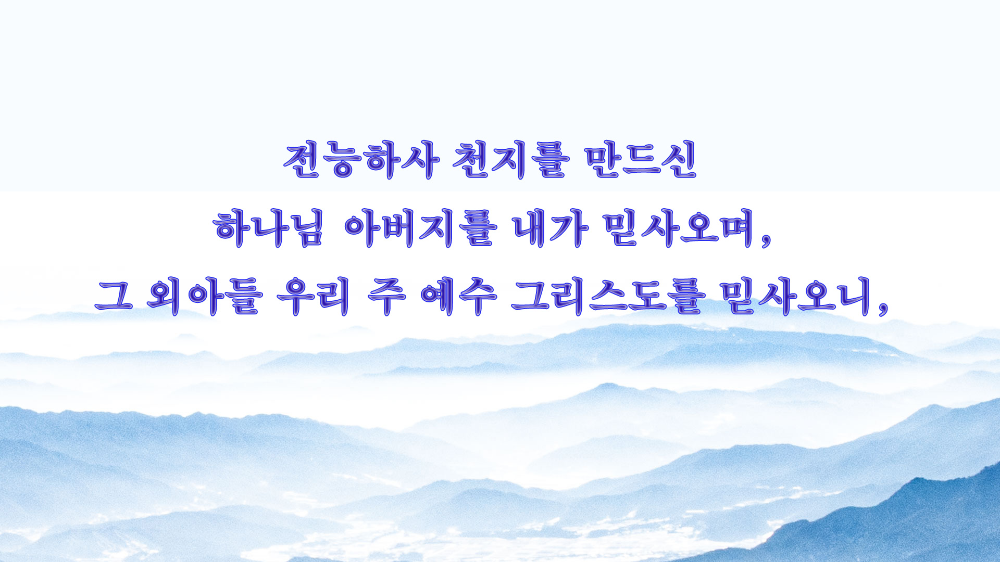 전능하사 천지를 만드신
하나님 아버지를 내가 믿사오며,
그 외아들 우리 주 예수 그리스도를 믿사오니,